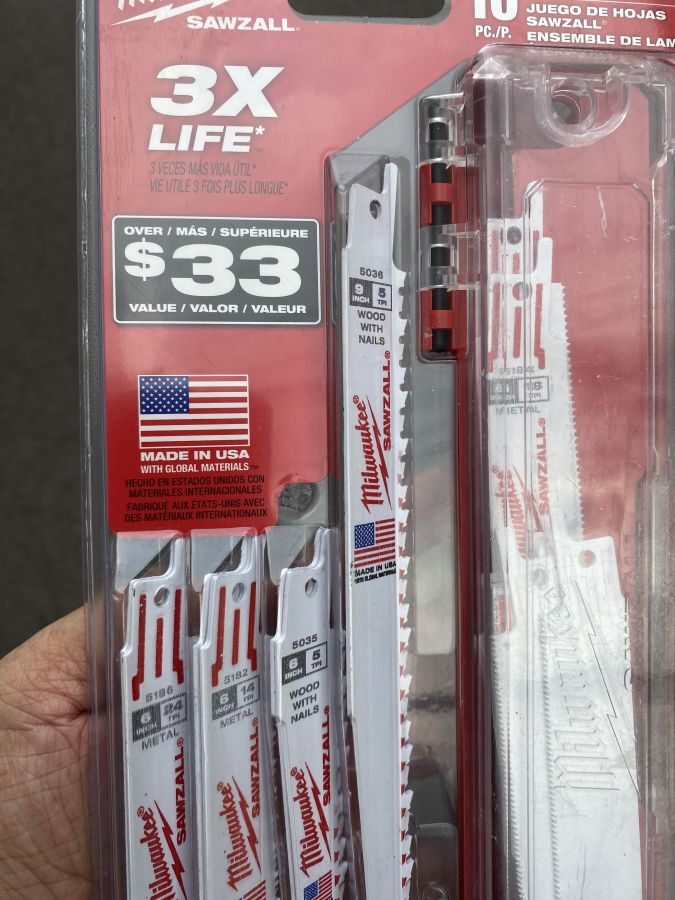 SAWZALL
10
PC./P.
JUEGO DE HOJAS
SAWZALL®
ENSEMBLE DE LAM
3X
LIFE*
3 VECES MÁS VIDA ÚTIL*
VIE UTILE 3 FOIS PLUS LONGUE*
OVER / MÁS / SUPÉRIEURE
$33
VALUE / VALOR / VALEUR
MADE IN USA
WITH GLOBAL MATERIALS™
HECHO EN ESTADOS UNIDOS CON
MATERIALES INTERNACIONALES
FABRIQUÉ AUX ÉTATS-UNIS AVEC
DES MATÉRIAUX INTERNATIONAUX
5036
9 INCH 5 TPI
WOOD
WITH
NAILS
Milwaukee
SAWZALL®
MADE IN USA
WITH GLOBAL MATERIALS
METAL
SAWZALL
Milwaukee
5186
6 INCH 24 TPI
METAL
Milwaukee
SAWZALL®
5182
6 INCH 14 TPI
METAL
Milwaukee
SAWZALL®
5035
6 INCH 5 TPI
WOOD
WITH
NAILS
Milwaukee
SAWZALL®